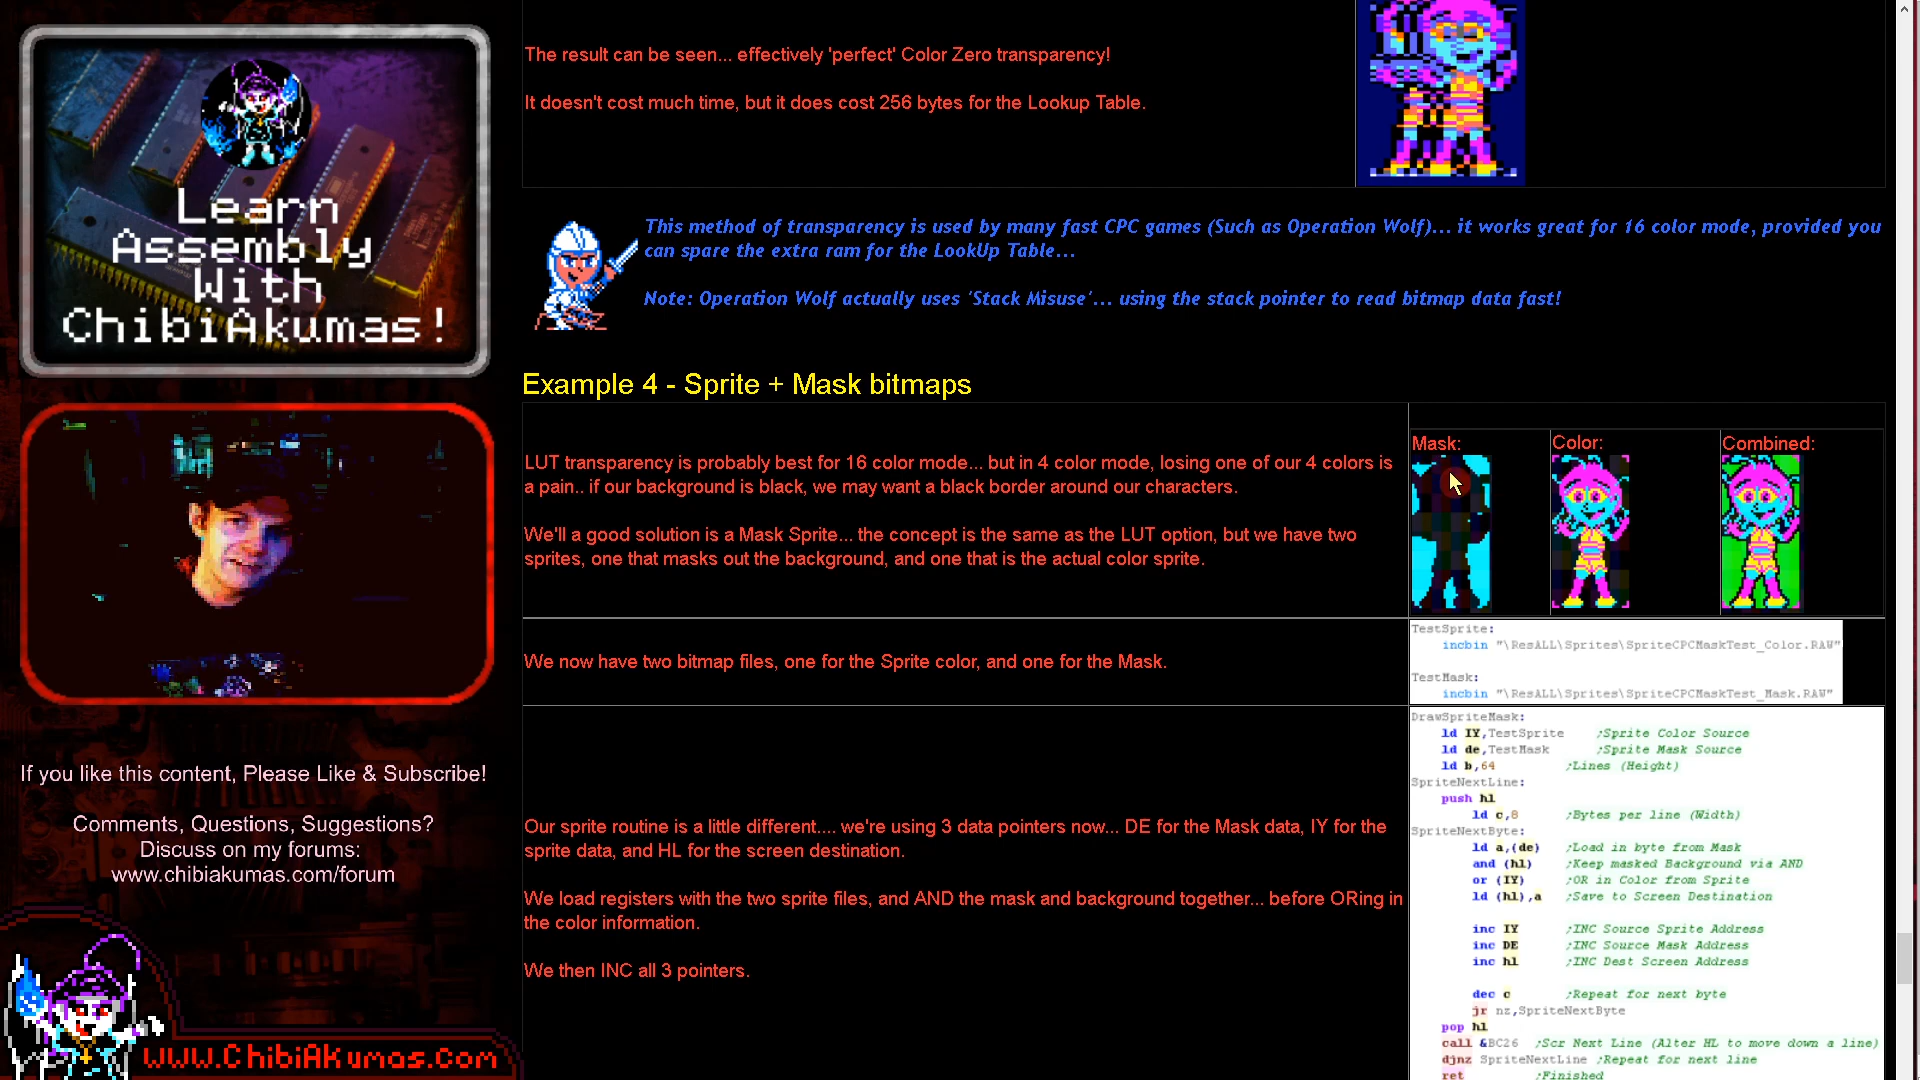 Learn
Assembly
With
ChibiAkumas!
If you like this content, Please Like & Subscribe!
Comments, Questions, Suggestions?
Discuss on my forums:
www.chibiakumas.com/forum
www.ChibiAkumas.com
The result can be seen... effectively 'perfect' Color Zero transparency!
It doesn't cost much time, but it does cost 256 bytes for the Lookup Table.
This method of transparency is used by many fast CPC games (Such as Operation Wolf)... it works great for 16 color mode, provided you
can spare the extra ram for the LookUp Table...
Note: Operation Wolf actually uses 'Stack Misuse'... using the stack pointer to read bitmap data fast!
Example 4 - Sprite + Mask bitmaps
LUT transparency is probably best for 16 color mode... but in 4 color mode, losing one of our 4 colors is
a pain.. if our background is black, we may want a black border around our characters.
We'll a good solution is a Mask Sprite... the concept is the same as the LUT option, but we have two
sprites, one that masks out the background, and one that is the actual color sprite.
Mask:
Color:
Combined:
We now have two bitmap files, one for the Sprite color, and one for the Mask.
TestSprite:
incbin "\ResALL\Sprites\SpriteCPCMaskTest_Color.RAW"
TestMask:
incbin "\ResALL\Sprites\SpriteCPCMaskTest_Mask.RAW"
Our sprite routine is a little different.... we're using 3 data pointers now... DE for the Mask data, IY for the
sprite data, and HL for the screen destination.
We load registers with the two sprite files, and AND the mask and background together... before ORing in
the color information.
We then INC all 3 pointers.
DrawSpriteMask:
ld IY,TestSprite ;Sprite Color Source
ld de,TestMask ;Sprite Mask Source
ld b,64 ;Lines (Height)
SpriteNextLine:
push hl
ld c,8 ;Bytes per line (Width)
SpriteNextByte:
ld a,(de) ;Load in byte from Mask
and (hl) ;Keep masked Background via AND
or (IY) ;OR in Color from Sprite
ld (hl),a ;Save to Screen Destination
inc IY ;INC Source Sprite Address
inc DE ;INC Source Mask Address
inc hl ;INC Dest Screen Address
dec c ;Repeat for next byte
jr nz,SpriteNextByte
pop hl
call &BC26 ;Scr Next Line (Alter HL to move down a line)
djnz SpriteNextLine ;Repeat for next line
ret ;Finished